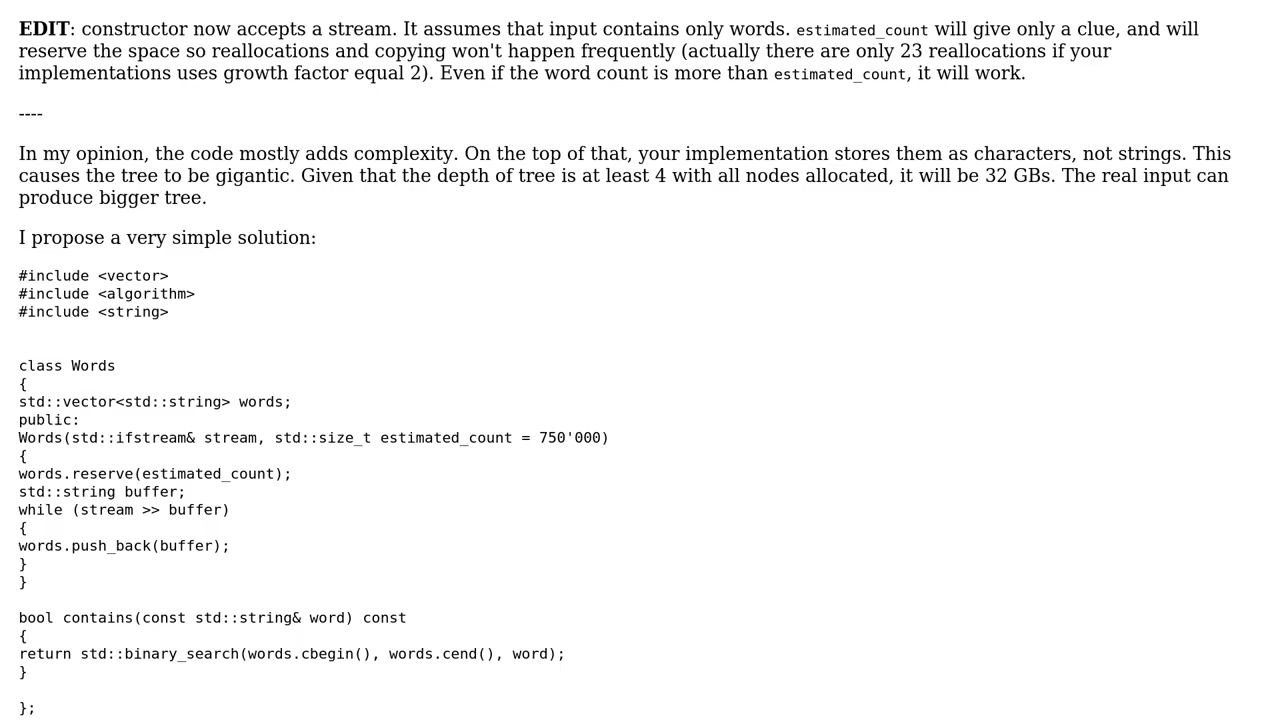 EDIT: constructor now accepts a stream. It assumes that input contains only words. estimated_count will give only a clue, and will
reserve the space so reallocations and copying won't happen frequently (actually there are only 23 reallocations if your
implementations uses growth factor equal 2). Even if the word count is more than estimated_count, it will work.
----
In my opinion, the code mostly adds complexity. On the top of that, your implementation stores them as characters, not strings. This
causes the tree to be gigantic. Given that the depth of tree is at least 4 with all nodes allocated, it will be 32 GBs. The real input can
produce bigger tree.
I propose a very simple solution:
#include <vector>
#include <algorithm>
#include <string>
class Words
{
std::vector<std::string> words;
public:
Words(std::ifstream& stream, std::size_t estimated_count = 750'000)
{
words.reserve(estimated_count);
std::string buffer;
while (stream >> buffer)
{
words.push_back(buffer);
}
}
bool contains(const std::string& word) const
{
return std::binary_search(words.cbegin(), words.cend(), word);
}
};